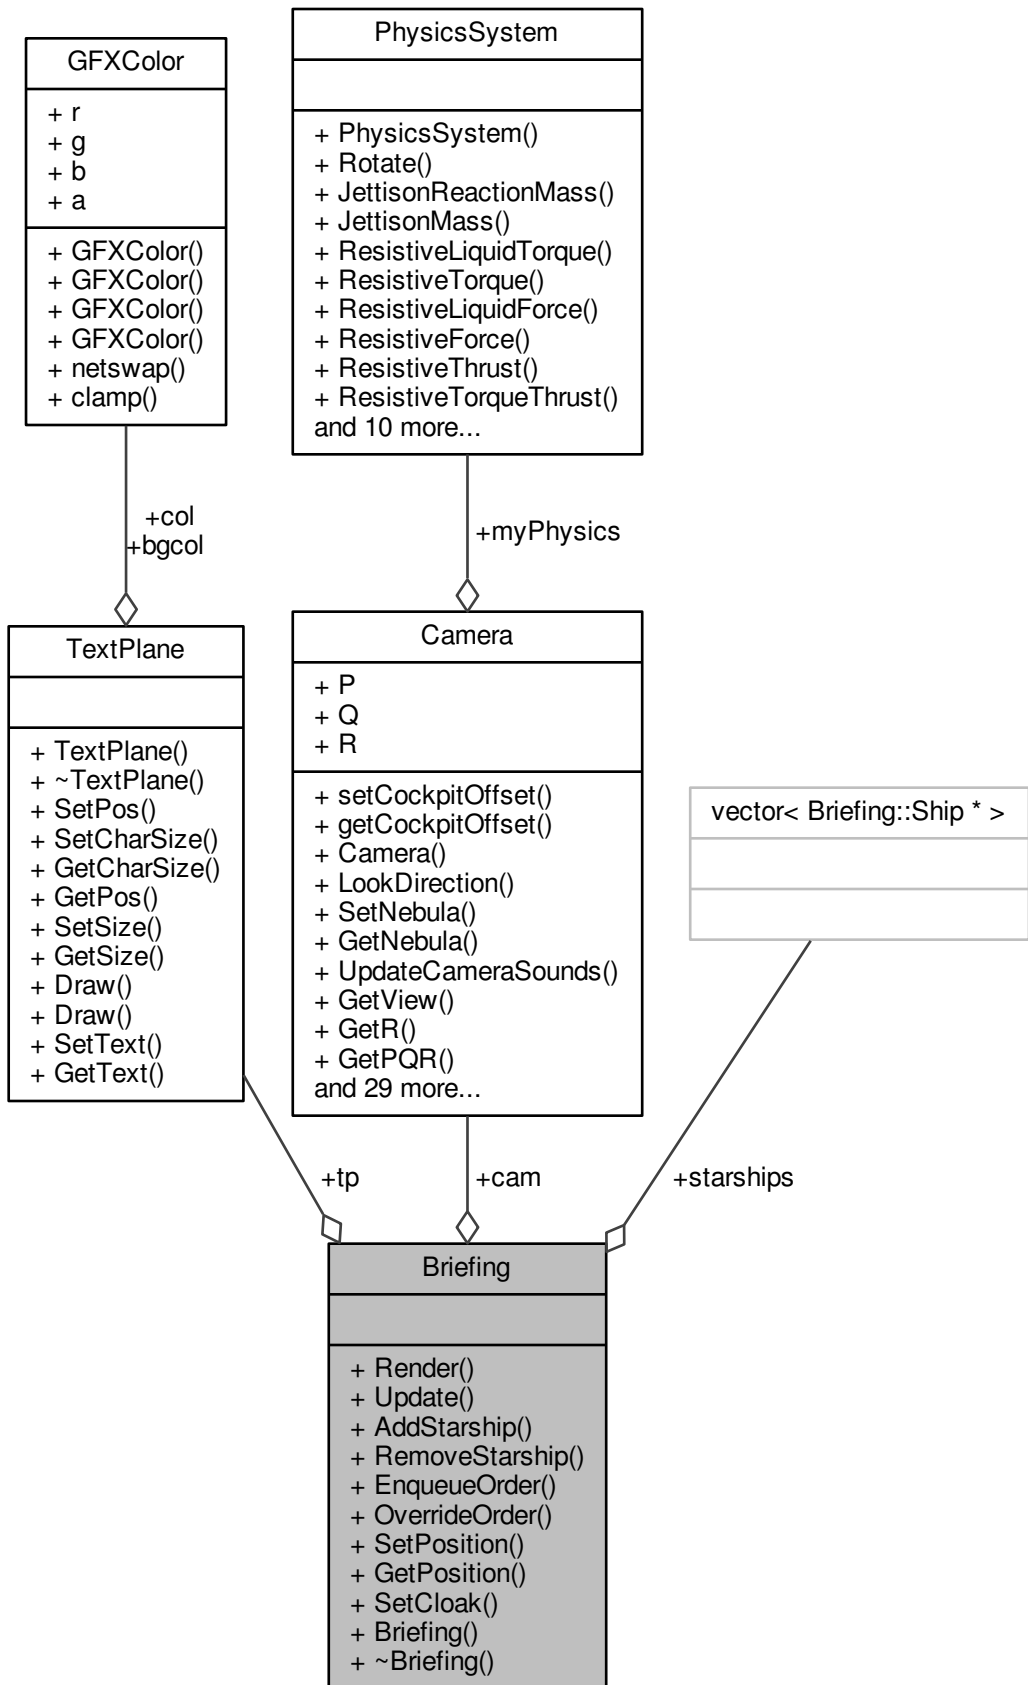 GFXColor
+ r
+ g
+ b
+ a
+ GFXColor()
+ GFXColor()
+ GFXColor()
+ GFXColor()
+ netswap()
+ clamp()
PhysicsSystem
+ PhysicsSystem()
+ Rotate()
+ JettisonReactionMass()
+ JettisonMass()
+ ResistiveLiquidTorque()
+ ResistiveTorque()
+ ResistiveLiquidForce()
+ ResistiveForce()
+ ResistiveThrust()
+ ResistiveTorqueThrust()
and 10 more...
+col
+bgcol
+myPhysics
TextPlane
+ TextPlane()
+ ~TextPlane()
+ SetPos()
+ SetCharSize()
+ GetCharSize()
+ GetPos()
+ SetSize()
+ GetSize()
+ Draw()
+ Draw()
+ SetText()
+ GetText()
Camera
+ P
+ Q
+ R
+ setCockpitOffset()
+ getCockpitOffset()
+ Camera()
+ LookDirection()
+ SetNebula()
+ GetNebula()
+ UpdateCameraSounds()
+ GetView()
+ GetR()
+ GetPQR()
and 29 more...
vector< Briefing::Ship * >
+tp
+cam
+starships
Briefing
+ Render()
+ Update()
+ AddStarship()
+ RemoveStarship()
+ EnqueueOrder()
+ OverrideOrder()
+ SetPosition()
+ GetPosition()
+ SetCloak()
+ Briefing()
+ ~Briefing()